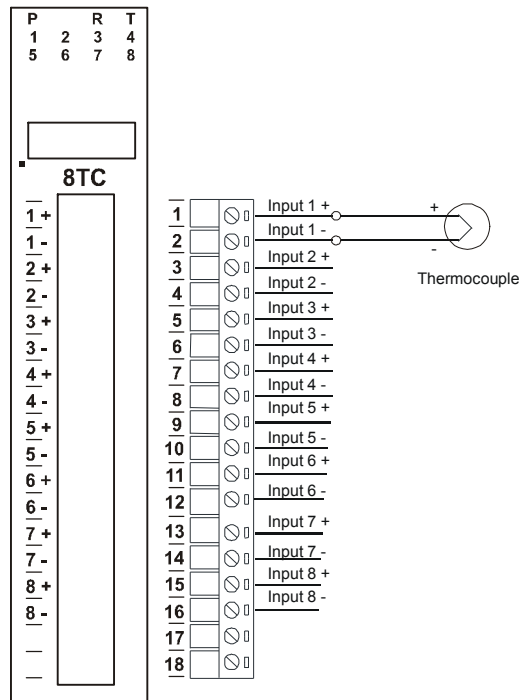 P R T
1 2 3 4
5 6 7 8
8TC
1 +
1 -
2 +
2 -
3 +
3 -
4 +
4 -
5 +
5 -
6 +
6 -
7 +
7 -
8 +
8 -
1 Input 1 + +
2 Input 1 - -
3 Input 2 +
4 Input 2 -
5 Input 3 +
6 Input 3 -
7 Input 4 +
8 Input 4 -
9 Input 5 +
10 Input 5 -
11 Input 6 +
12 Input 6 -
13 Input 7 +
14 Input 7 -
15 Input 8 +
16 Input 8 -
17
18
Thermocouple